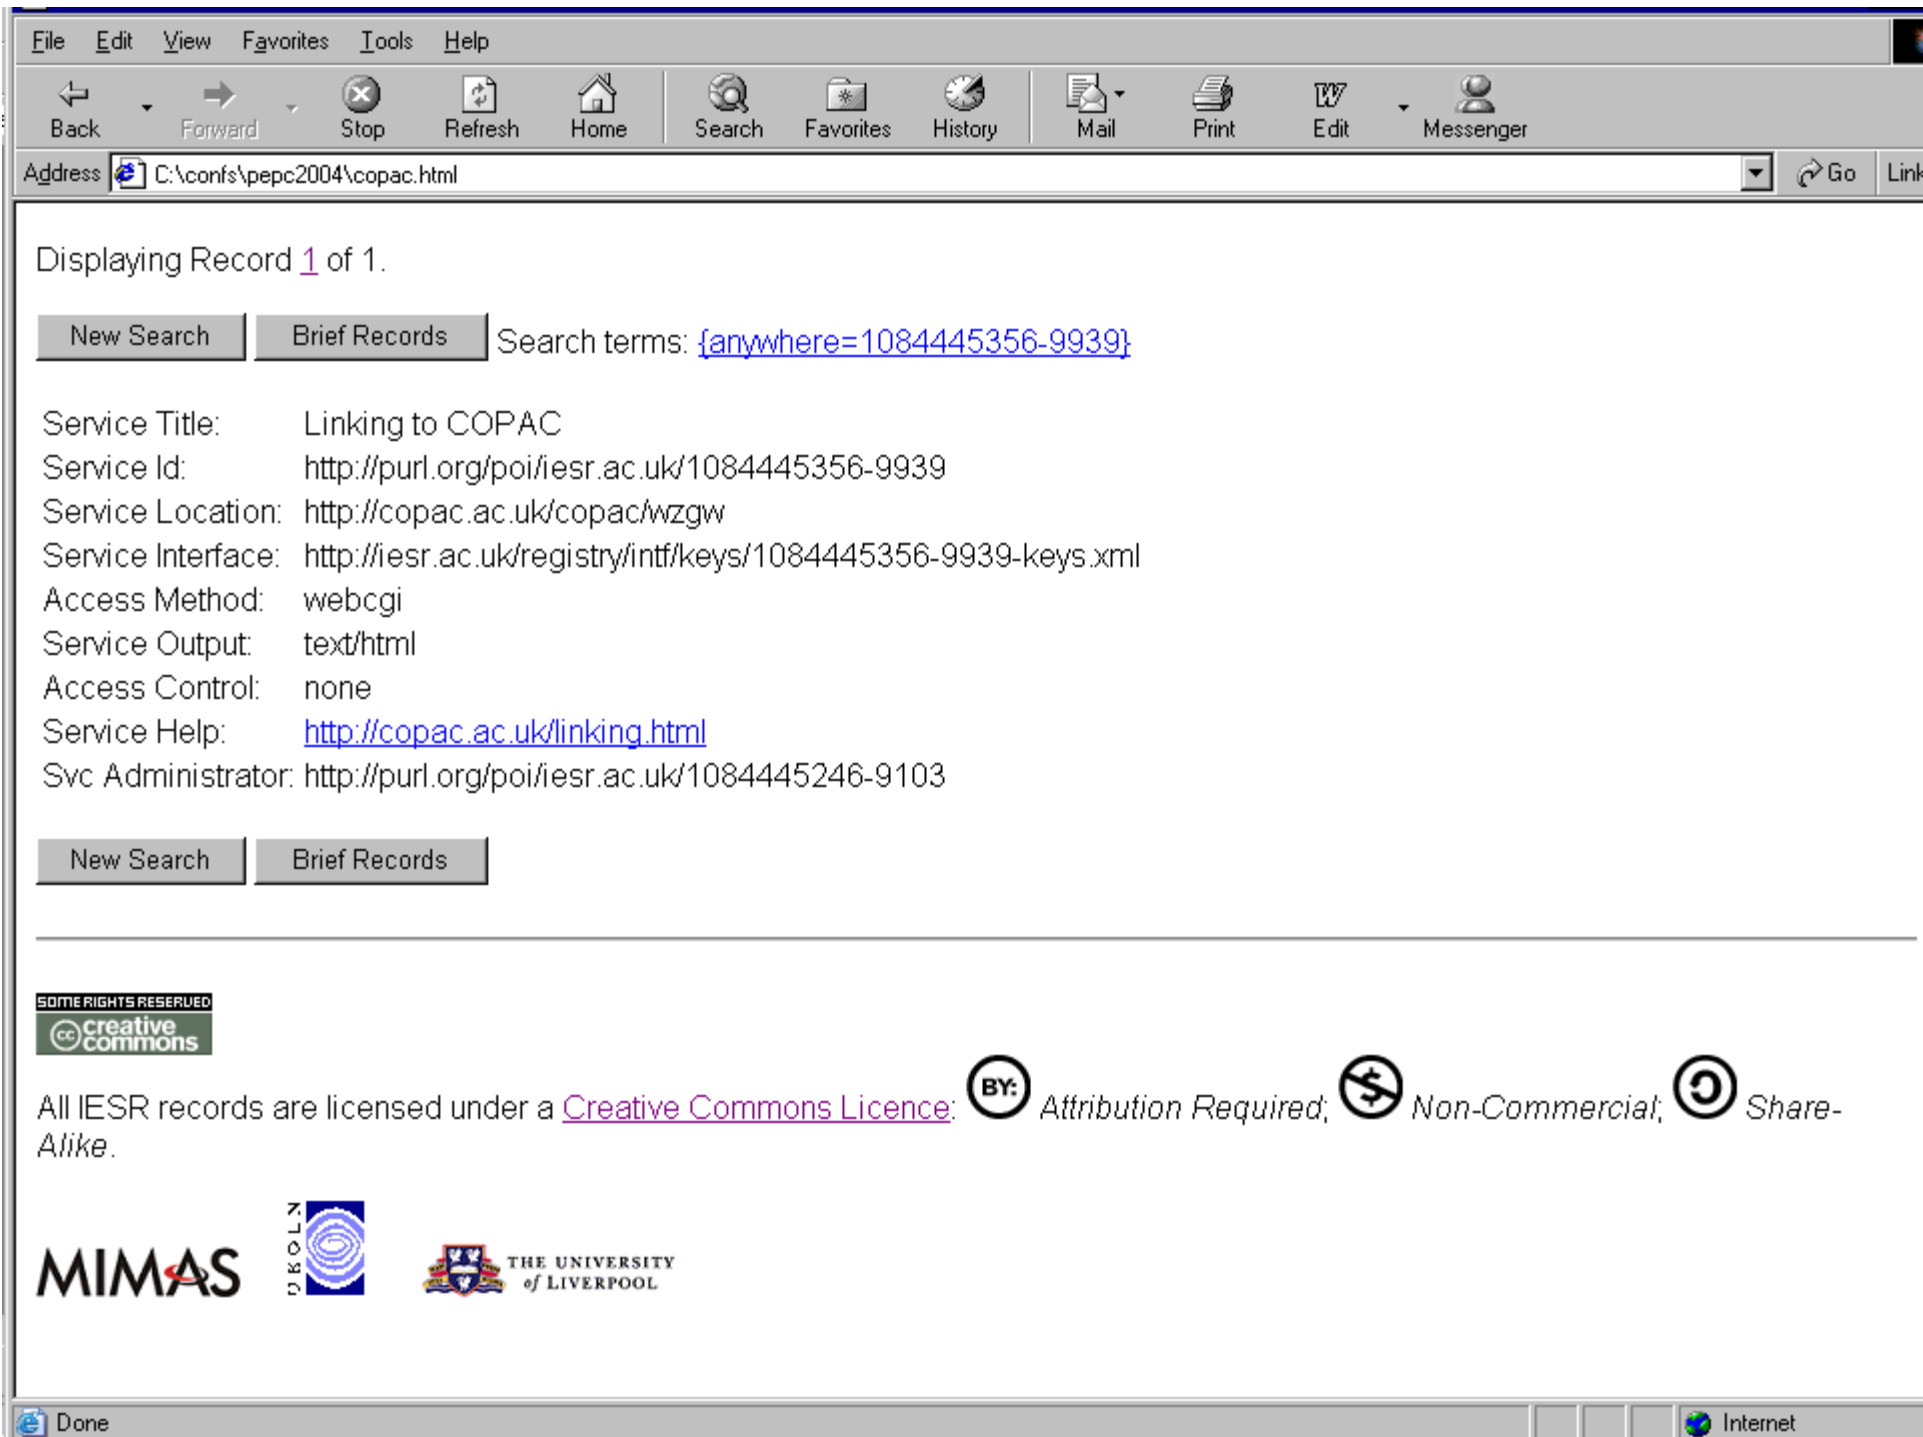 File Edit View Favorites Tools Help
Back Forward Stop Refresh Home Search Favorites History Mail Print Edit Messenger
Address C:\confs\pepc2004\copac.html Go Link
Displaying Record 1 of 1.
New Search Brief Records Search terms: {anywhere=1084445356-9939}
Service Title: Linking to COPAC
Service Id: http://purl.org/poi/iesr.ac.uk/1084445356-9939
Service Location: http://copac.ac.uk/copac/wzgw
Service Interface: http://iesr.ac.uk/registry/intf/keys/1084445356-9939-keys.xml
Access Method: webcgi
Service Output: text/html
Access Control: none
Service Help: http://copac.ac.uk/linking.html
Svc Administrator: http://purl.org/poi/iesr.ac.uk/1084445246-9103
New Search Brief Records
SOME RIGHTS RESERVED
cc creative commons
All IESR records are licensed under a Creative Commons Licence: BY: Attribution Required; $ Non-Commercial; Share-
Alike.
MIMAS UKOLN THE UNIVERSITY
of LIVERPOOL
Done Internet